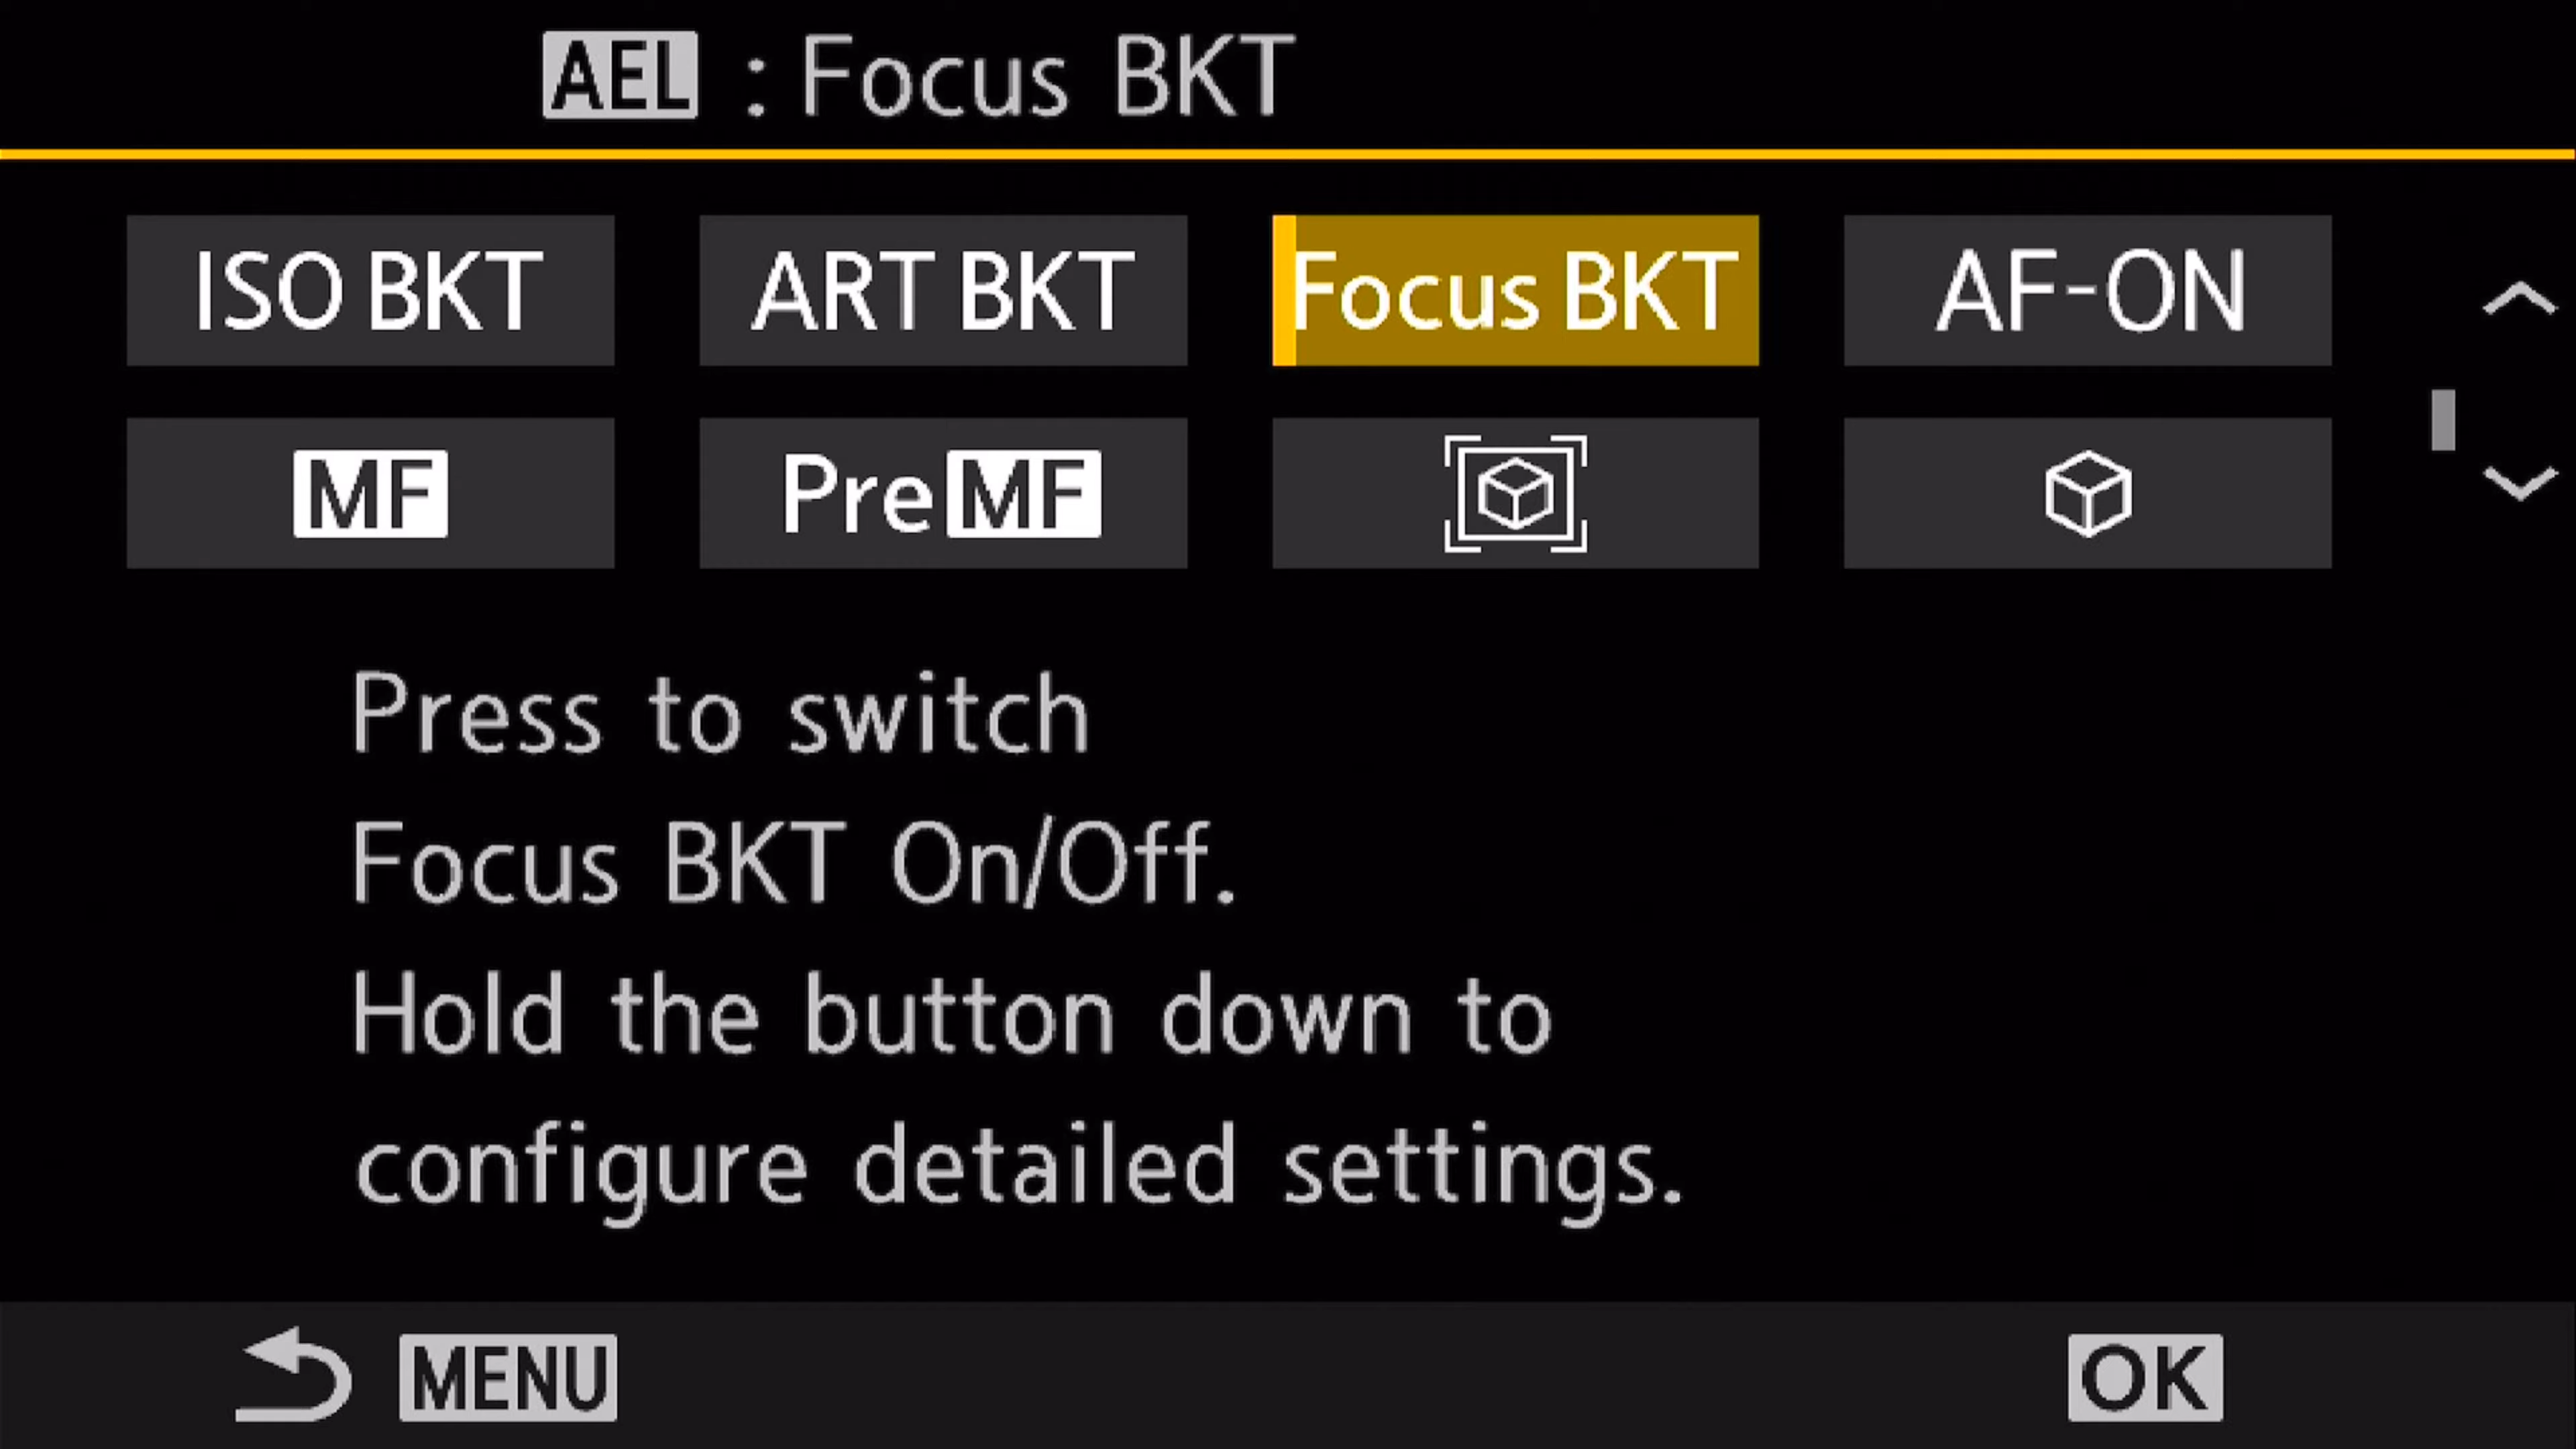 AEL : Focus BKT
ISO BKT ART BKT Focus BKT AF-ON
MF Pre MF
Press to switch
Focus BKT On/Off.
Hold the button down to
configure detailed settings.
MENU OK